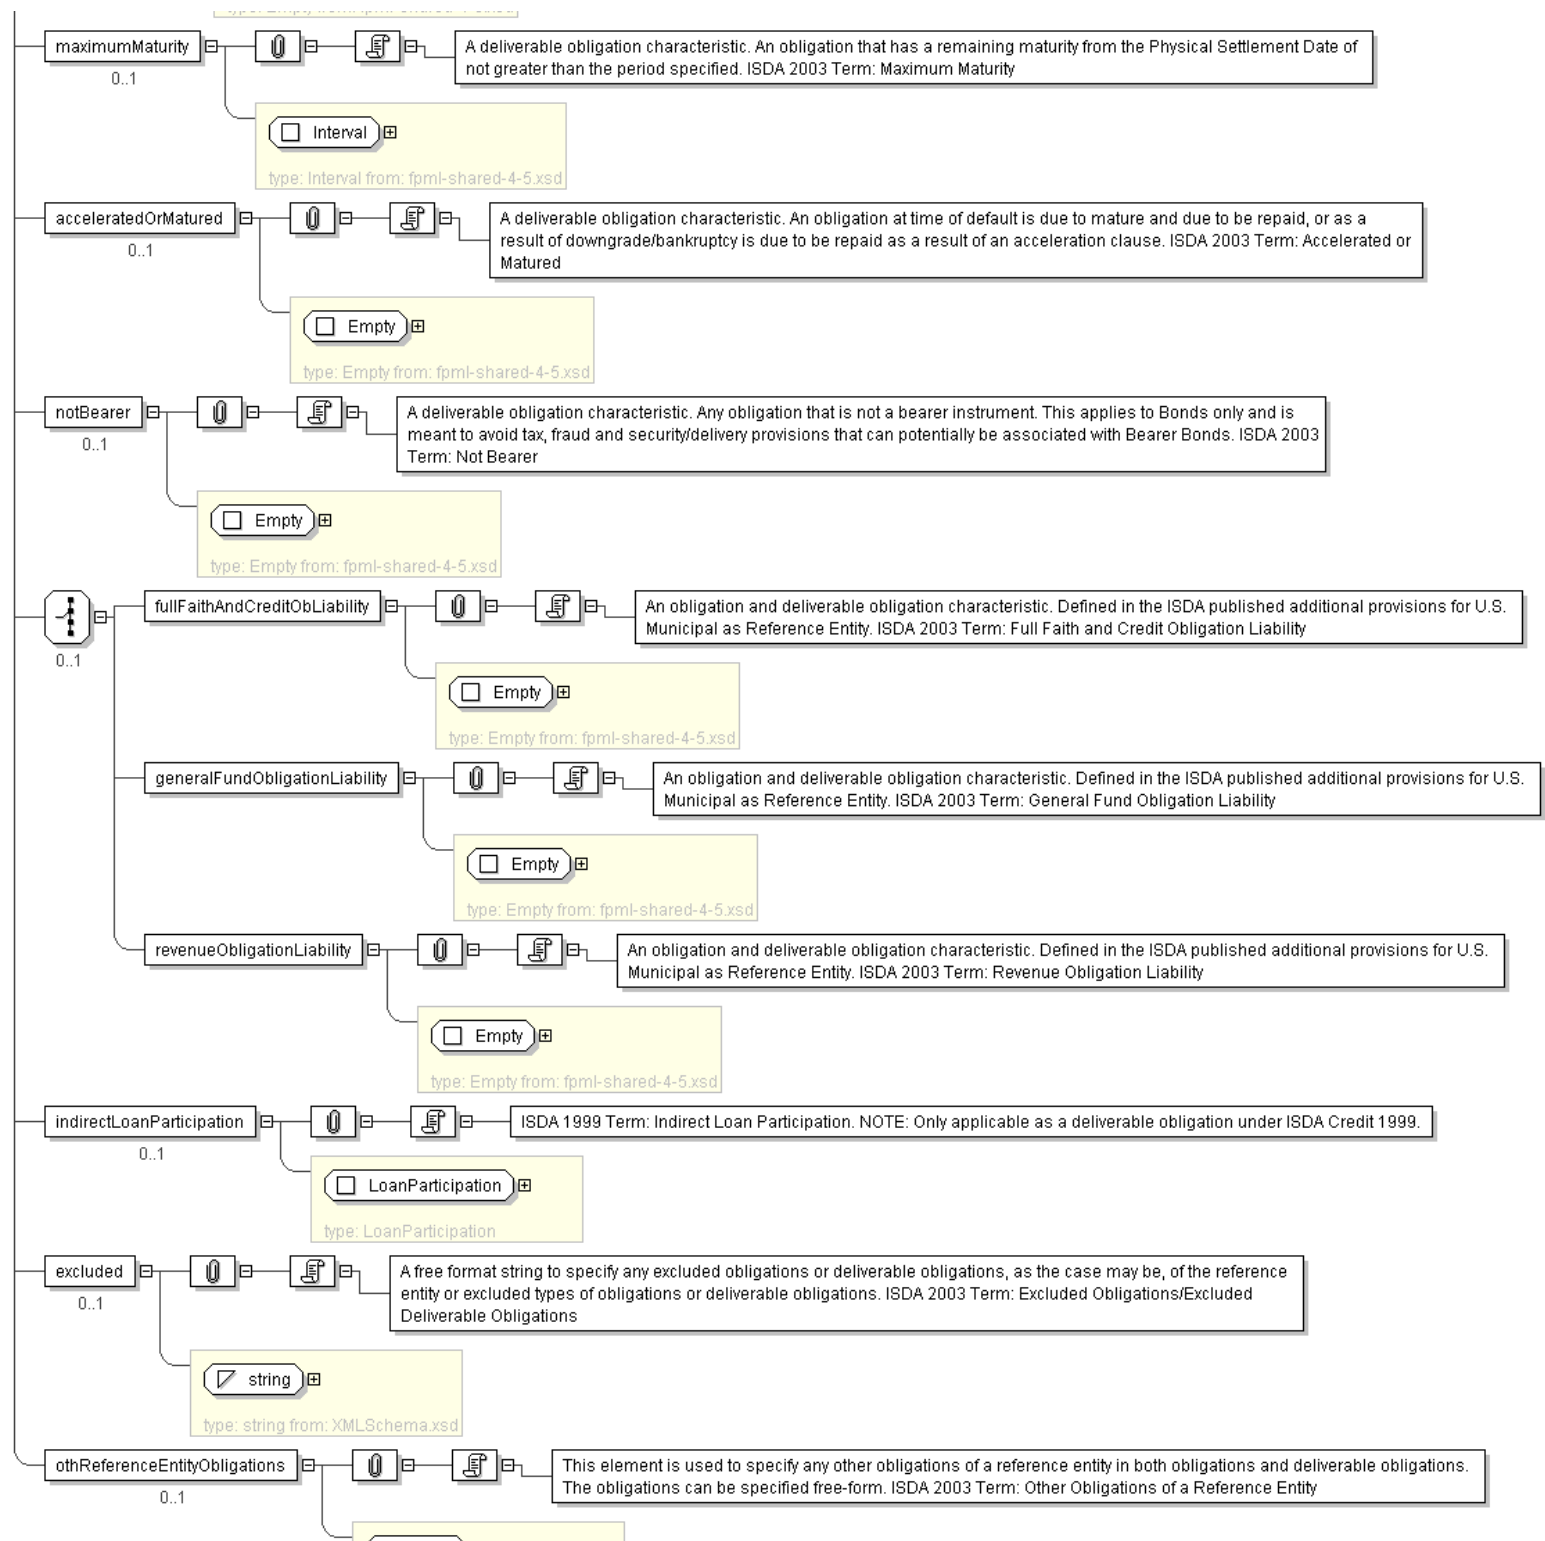 maximumMaturity
A deliverable obligation characteristic. An obligation that has a remaining maturity from the Physical Settlement Date of
not greater than the period specified. ISDA 2003 Term: Maximum Maturity
0..1
Interval
type: Interval from: fpml-shared-4-5.xsd
acceleratedOrMatured
A deliverable obligation characteristic. An obligation at time of default is due to mature and due to be repaid, or as a
result of downgrade/bankruptcy is due to be repaid as a result of an acceleration clause. ISDA 2003 Term: Accelerated or
Matured
0..1
Empty
type: Empty from: fpml-shared-4-5.xsd
notBearer
A deliverable obligation characteristic. Any obligation that is not a bearer instrument. This applies to Bonds only and is
meant to avoid tax, fraud and security/delivery provisions that can potentially be associated with Bearer Bonds. ISDA 2003
Term: Not Bearer
0..1
Empty
type: Empty from: fpml-shared-4-5.xsd
0..1
fullFaithAndCreditObLiability
An obligation and deliverable obligation characteristic. Defined in the ISDA published additional provisions for U.S.
Municipal as Reference Entity. ISDA 2003 Term: Full Faith and Credit Obligation Liability
Empty
type: Empty from: fpml-shared-4-5.xsd
generalFundObligationLiability
An obligation and deliverable obligation characteristic. Defined in the ISDA published additional provisions for U.S.
Municipal as Reference Entity. ISDA 2003 Term: General Fund Obligation Liability
Empty
type: Empty from: fpml-shared-4-5.xsd
revenueObligationLiability
An obligation and deliverable obligation characteristic. Defined in the ISDA published additional provisions for U.S.
Municipal as Reference Entity. ISDA 2003 Term: Revenue Obligation Liability
Empty
type: Empty from: fpml-shared-4-5.xsd
indirectLoanParticipation
ISDA 1999 Term: Indirect Loan Participation. NOTE: Only applicable as a deliverable obligation under ISDA Credit 1999.
0..1
LoanParticipation
type: LoanParticipation
excluded
A free format string to specify any excluded obligations or deliverable obligations, as the case may be, of the reference
entity or excluded types of obligations or deliverable obligations. ISDA 2003 Term: Excluded Obligations/Excluded
Deliverable Obligations
0..1
string
type: string from: XMLSchema.xsd
othReferenceEntityObligations
This element is used to specify any other obligations of a reference entity in both obligations and deliverable obligations.
The obligations can be specified free-form. ISDA 2003 Term: Other Obligations of a Reference Entity
0..1